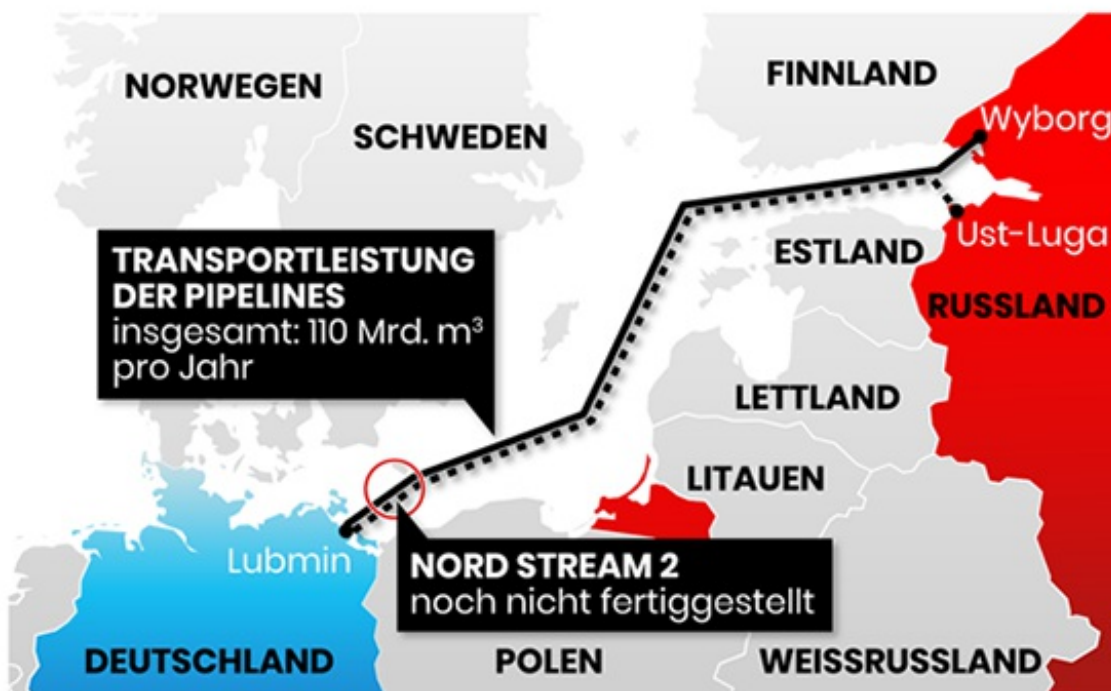 NORWEGEN
FINNLAND
SCHWEDEN
Wyborg
Ust-Luga
ESTLAND
RUSSLAND
TRANSPORTLEISTUNG
DER PIPELINES
insgesamt: 110 Mrd. m³
pro Jahr
LETTLAND
LITAUEN
Lubmin
NORD STREAM 2
noch nicht fertiggestellt
DEUTSCHLAND
POLEN
WEISSRUSSLAND